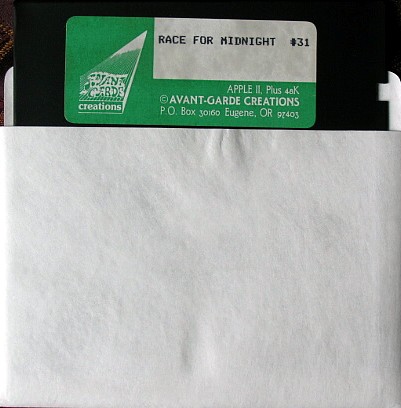 RACE FOR MIDNIGHT #31
AVANT
GARDE
creations
APPLE II, Plus 48K
© AVANT-GARDE CREATIONS
P.O. Box 30160 Eugene, OR 97403